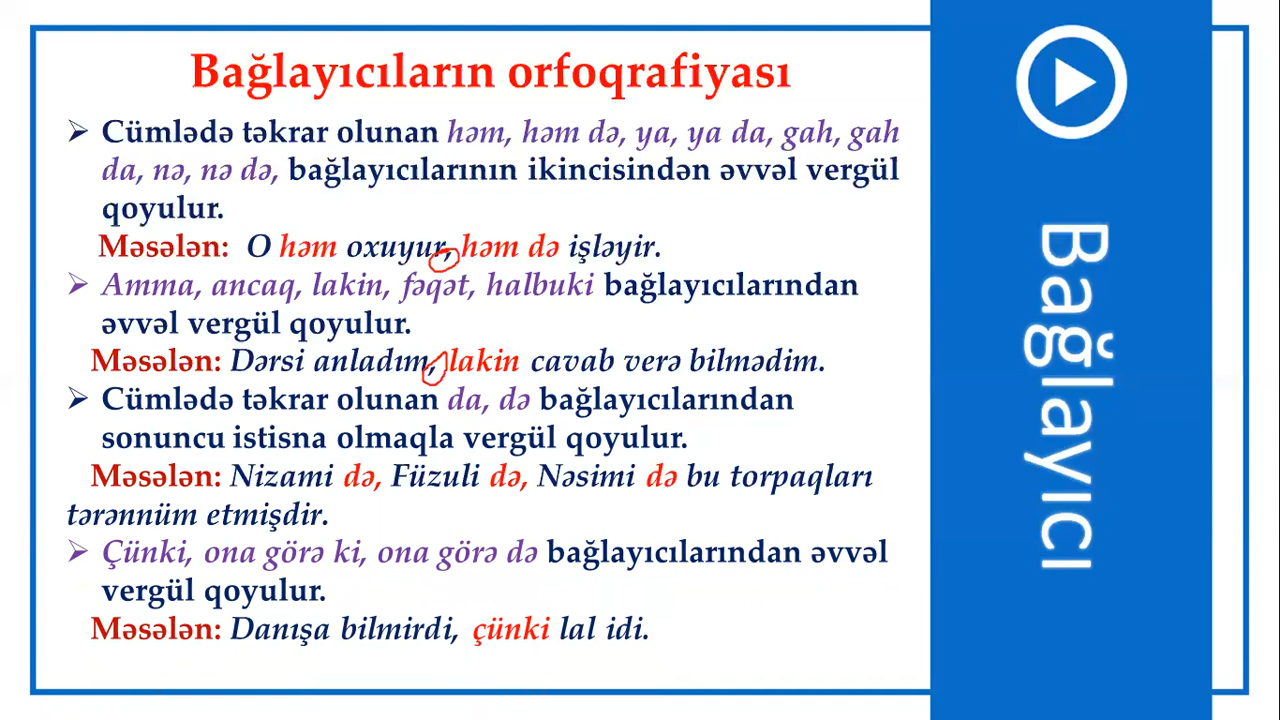 Bağlayıcıların orfoqrafiyası
➢ Cümlədə təkrar olunan həm, həm də, ya, ya da, gah, gah
da, nə, nə də, bağlayıcılarının ikincisindən əvvəl vergül
qoyulur.
Məsələn: O həm oxuyur, həm də işləyir.
➢ Amma, ancaq, lakin, fəqət, halbuki bağlayıcılarından
əvvəl vergül qoyulur.
Məsələn: Dərsi anladım, lakin cavab verə bilmədim.
➢ Cümlədə təkrar olunan da, də bağlayıcılarından
sonuncu istisna olmaqla vergül qoyulur.
Məsələn: Nizami də, Füzuli də, Nəsimi də bu torpaqları
tərənnüm etmişdir.
➢ Çünki, ona görə ki, ona görə də bağlayıcılarından əvvəl
vergül qoyulur.
Məsələn: Danışa bilmirdi, çünki lal idi.
Bağlayıcı